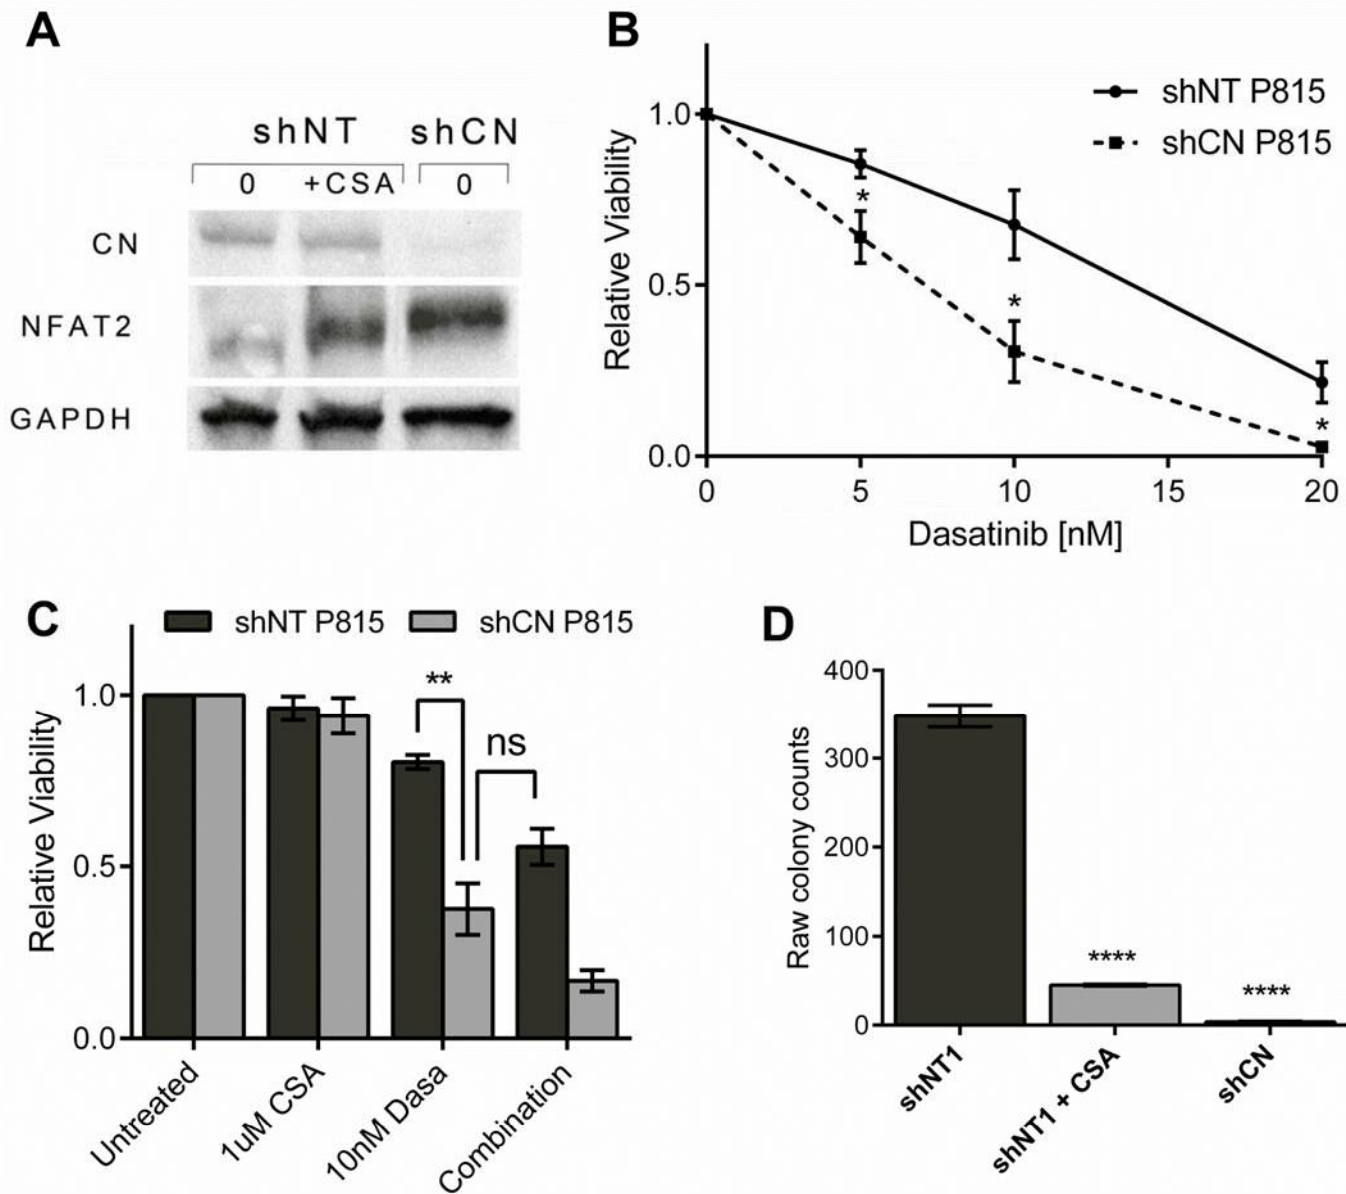 A
shNT shCN
0 +CSA 0
CN
NFAT2
GAPDH
B
shNT P815
shCN P815
Relative Viability
1.0
0.5
0.0
*
*
*
0 5 10 15 20
Dasatinib [nM]
C
shNT P815 shCN P815
Relative Viability
1.0
0.5
0.0
**
ns
Untreated
1uM CSA
10nM Dasa
Combination
D
Raw colony counts
400
300
200
100
0
****
****
shNT1
shNT1 + CSA
shCN